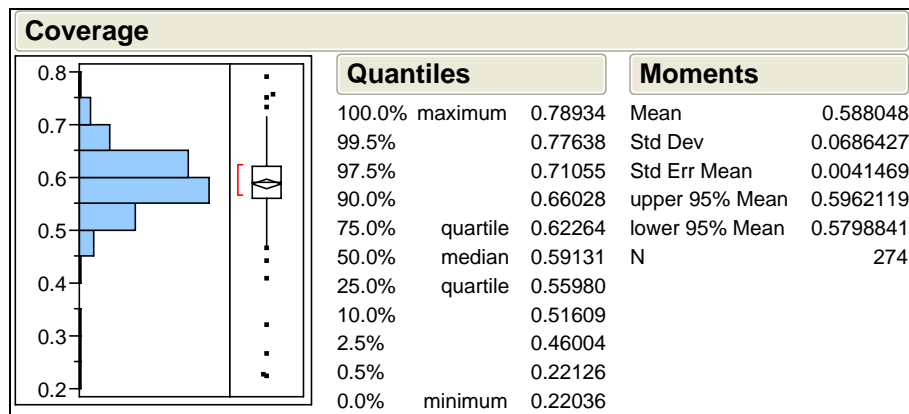 Coverage
0.8
0.7
0.6
0.5
0.4
0.3
0.2
Quantiles
100.0% maximum 0.78934
99.5% 0.77638
97.5% 0.71055
90.0% 0.66028
75.0% quartile 0.62264
50.0% median 0.59131
25.0% quartile 0.55980
10.0% 0.51609
2.5% 0.46004
0.5% 0.22126
0.0% minimum 0.22036
Moments
Mean 0.588048
Std Dev 0.0686427
Std Err Mean 0.0041469
upper 95% Mean 0.5962119
lower 95% Mean 0.5798841
N 274